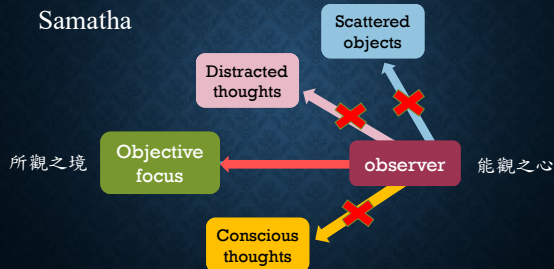 Samatha
Scattered
objects
Distracted
thoughts
所觀之境
Objective
focus
observer
能觀之心
Conscious
thoughts